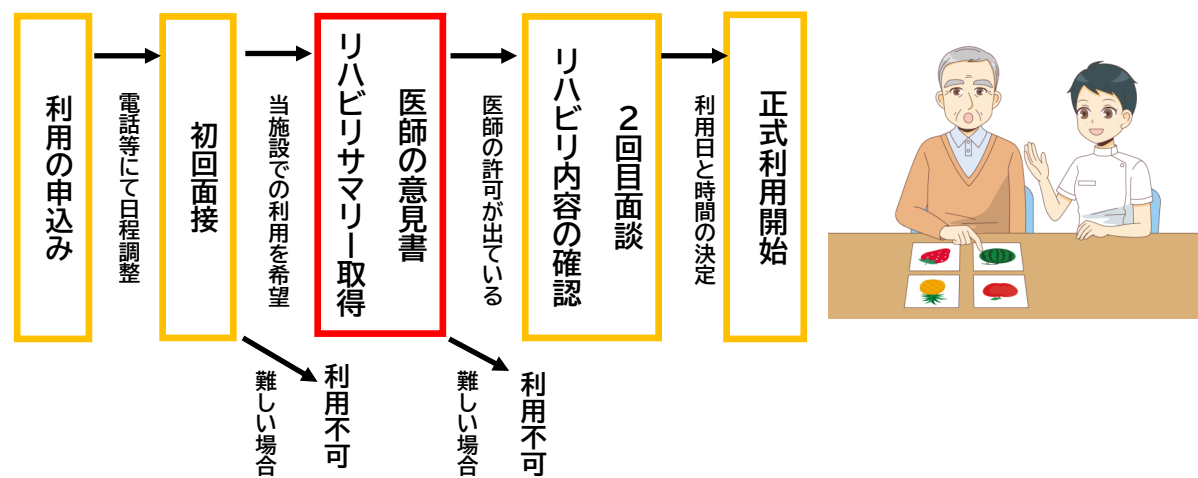 利用の申込み
電話等にて日程調整
初回面接
当施設での利用を希望
難しい場合
利用不可
医師の意見書
リハビリサマリー取得
医師の許可が出ている
難しい場合
利用不可
２回目面談
リハビリ内容の確認
利用日と時間の決定
正式利用開始